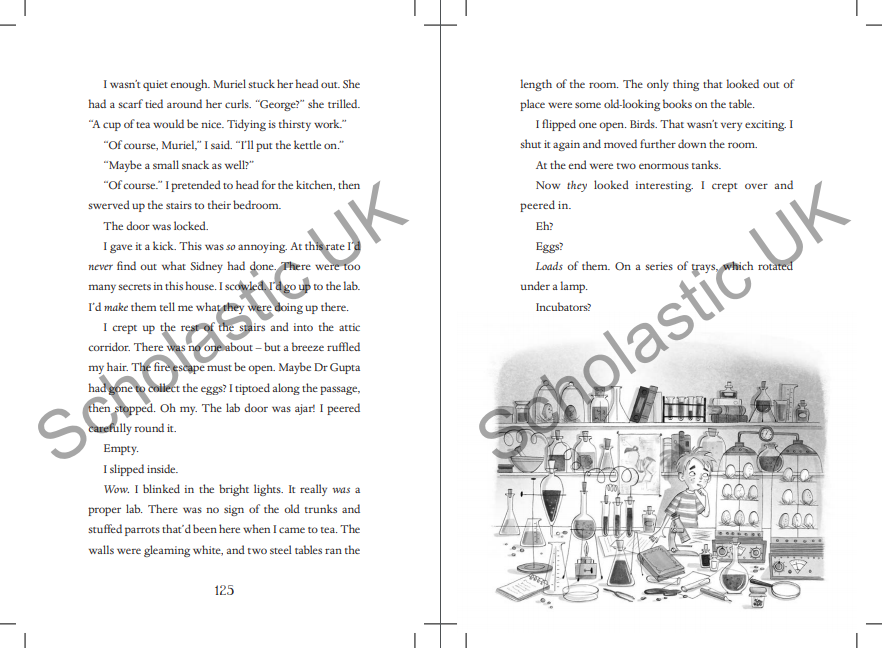 I wasn't quiet enough. Muriel stuck her head out. She
had a scarf tied around her curls. “George?” she trilled.
“A cup of tea would be nice. Tidying is thirsty work.”
“Of course, Muriel,” I said. “I'll put the kettle on.”
“Maybe a small snack as well?”
“Of course.” I pretended to head for the kitchen, then
swerved up the stairs to their bedroom.
The door was locked.
I gave it a kick. This was so annoying. At this rate I'd
never find out what Sidney had done. There were too
many secrets in this house. I scowled. I'd go up to the lab.
I'd make them tell me what they were doing up there.
I crept up the rest of the stairs and into the attic
corridor. There was no one about – but a breeze ruffled
my hair. The fire escape must be open. Maybe Dr Gupta
had gone to collect the eggs? I tiptoed along the passage,
then stopped. Oh my. The lab door was ajar! I peered
carefully round it.
Empty.
I slipped inside.
Wow. I blinked in the bright lights. It really was a
proper lab. There was no sign of the old trunks and
stuffed parrots that'd been here when I came to tea. The
walls were gleaming white, and two steel tables ran the
125
Scholastic UK
length of the room. The only thing that looked out of
place were some old-looking books on the table.
I flipped one open. Birds. That wasn't very exciting. I
shut it again and moved further down the room.
At the end were two enormous tanks.
Now they looked interesting. I crept over and
peered in.
Eh?
Eggs?
Loads of them. On a series of trays, which rotated
under a lamp.
Incubators?
Scholastic UK